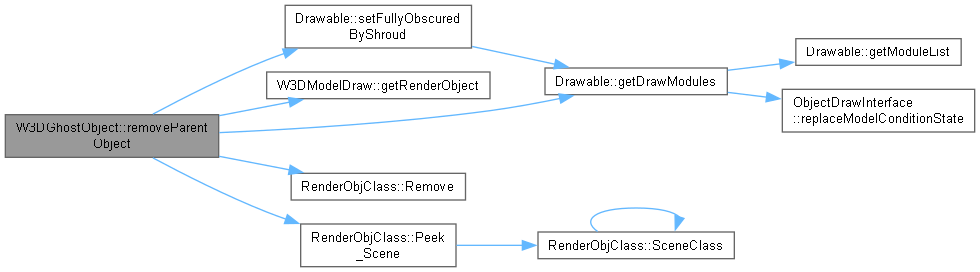 W3DGhostObject::removeParent
Object
Drawable::setFullyObscured
ByShroud
W3DModelDraw::getRenderObject
RenderObjClass::Remove
RenderObjClass::Peek
_Scene
Drawable::getDrawModules
RenderObjClass::SceneClass
Drawable::getModuleList
ObjectDrawInterface
::replaceModelConditionState